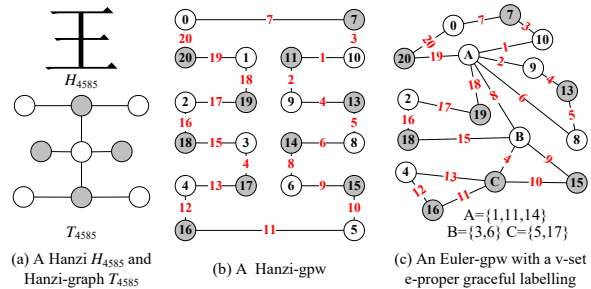 王
H₄₅₈₅
T₄₅₈₅
(a) A Hanzi H₄₅₈₅ and
Hanzi-graph T₄₅₈₅
0 7 7
20 3
20 19 1 11 1 10
18 2
2 17 19 9 4 13
16 5
18 15 3 14 6 8
4 8
4 13 17 6 9 15
12 10
16 11 5
(b) A Hanzi-gpw
0 7 7
20 3
20 19 A 1 10
2 9 4 13
18 8 6 5
2 17 19
16
18 15 B 8
4 9
4 13 C 10 15
12 11
16
A={1,11,14}
B={3,6} C={5,17}
(c) An Euler-gpw with a v-set
e-proper graceful labelling